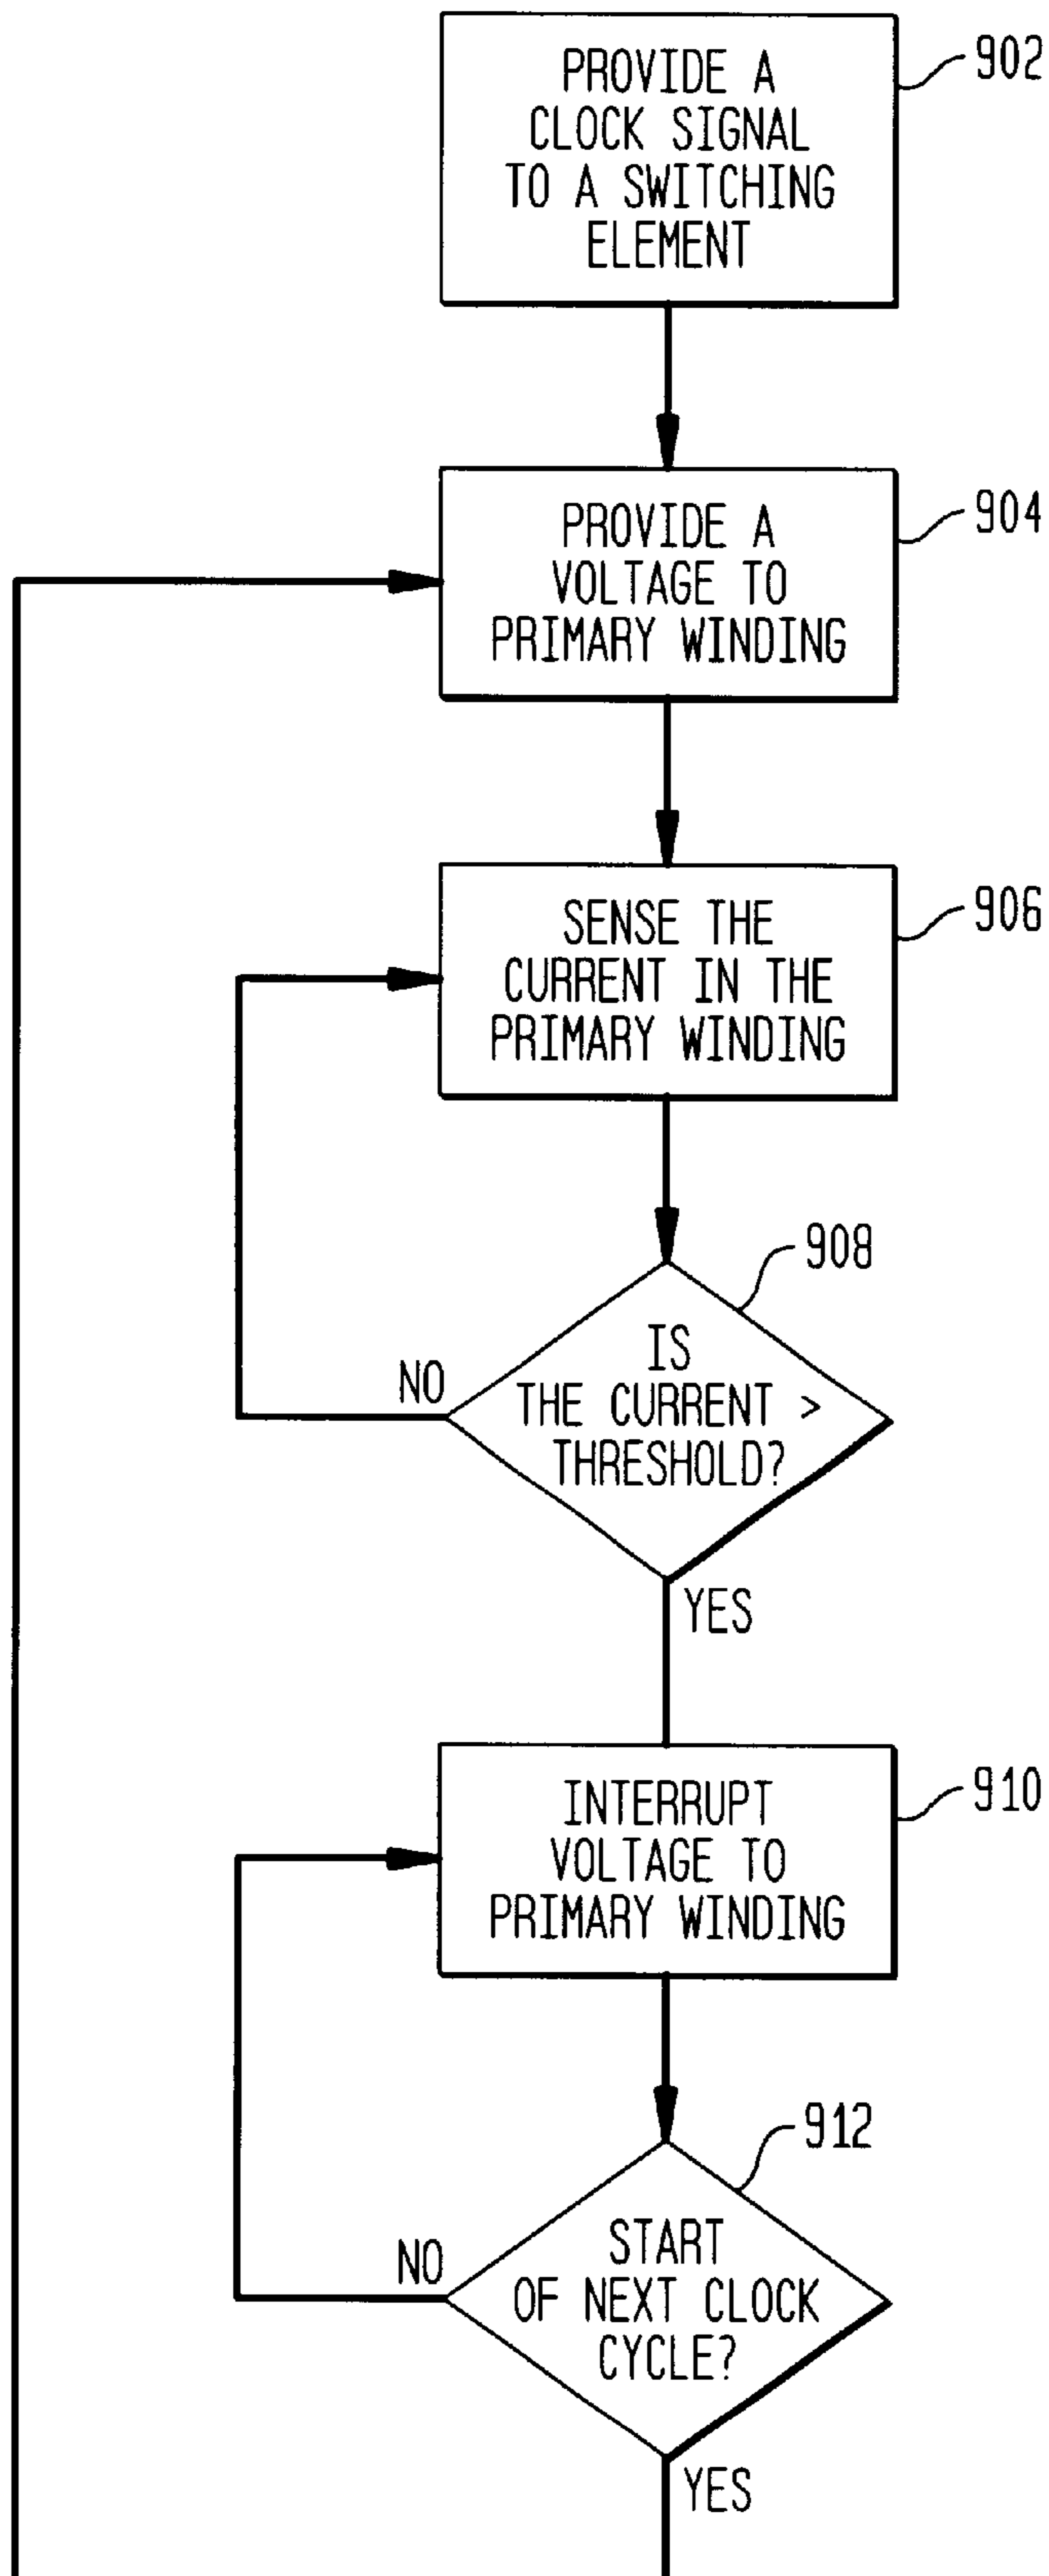 PROVIDE A
CLOCK SIGNAL
TO A SWITCHING
ELEMENT
902
PROVIDE A
VOLTAGE TO
PRIMARY WINDING
904
SENSE THE
CURRENT IN THE
PRIMARY WINDING
906
908
IS
THE CURRENT >
THRESHOLD?
NO
YES
INTERRUPT
VOLTAGE TO
PRIMARY WINDING
910
912
START
OF NEXT CLOCK
CYCLE?
NO
YES